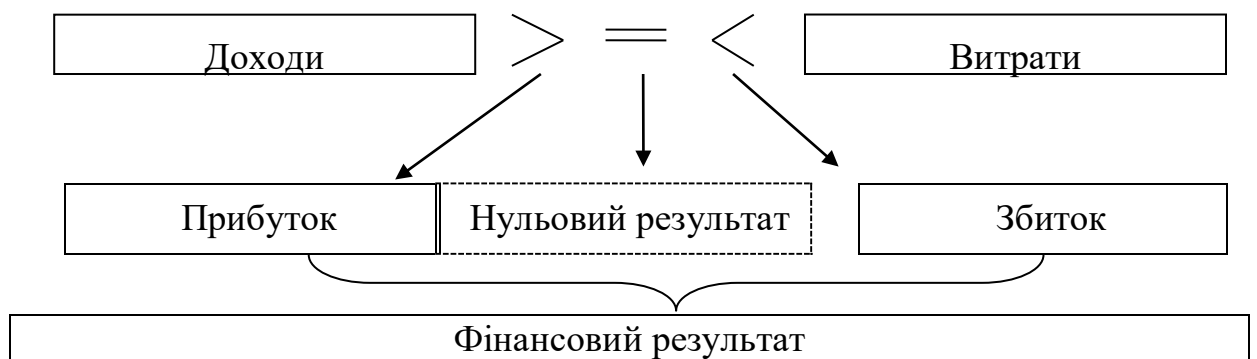 Доходи > = < Витрати
Прибуток Нульовий результат Збиток
Фінансовий результат